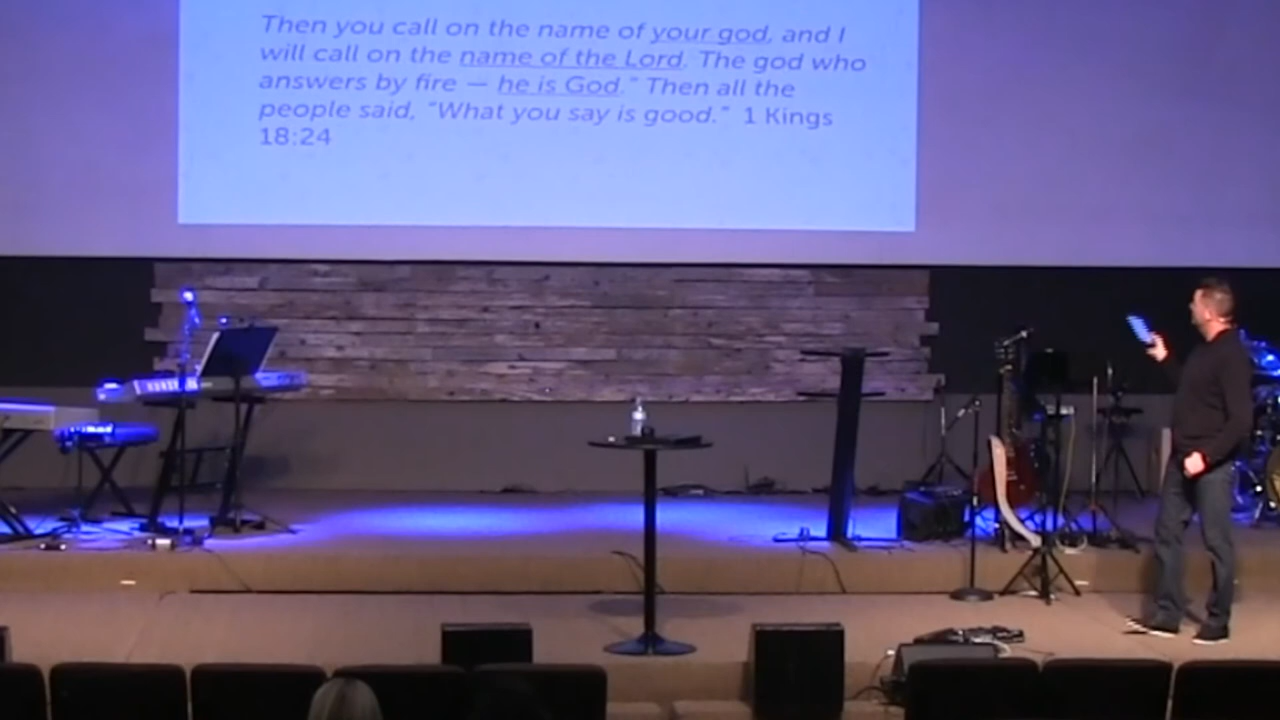 Then you call on the name of your god, and I
will call on the name of the Lord. The god who
answers by fire — he is God.” Then all the
people said, “What you say is good.” 1 Kings
18:24